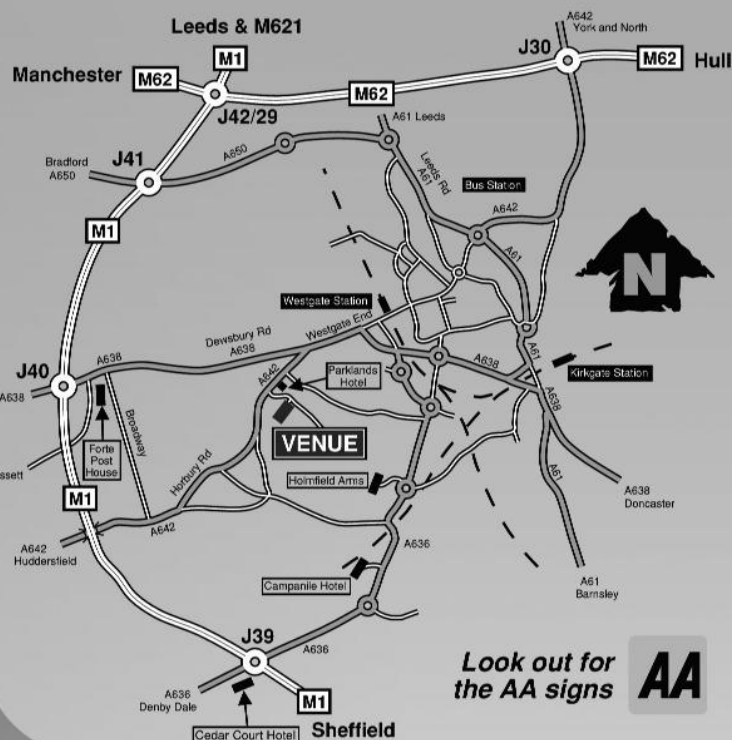 A642
York and North
Leeds & M621
M1
J30
Manchester
M62
M62
M62
Hull
J42/29
A61 Leeds
J41
A650
Bradford
A650
Leeds Rd
A61
Bus Station
A642
M1
A61
N
Westgate Station
Westgate End
Dewsbury Rd
A638
J40
A638
A638
A642
Parklands
Hotel
A638
A61
Kirkgate Station
A638
Forte
Post
House
Broadway
VENUE
ssett
Horbury Rd
Holmfield Arms
M1
A61
A638
Doncaster
A642
A642
Huddersfield
A636
Campanile Hotel
A61
Barnsley
J39
A636
A636
Denby Dale
M1
Look out for
the AA signs
AA
Cedar Court Hotel
Sheffield